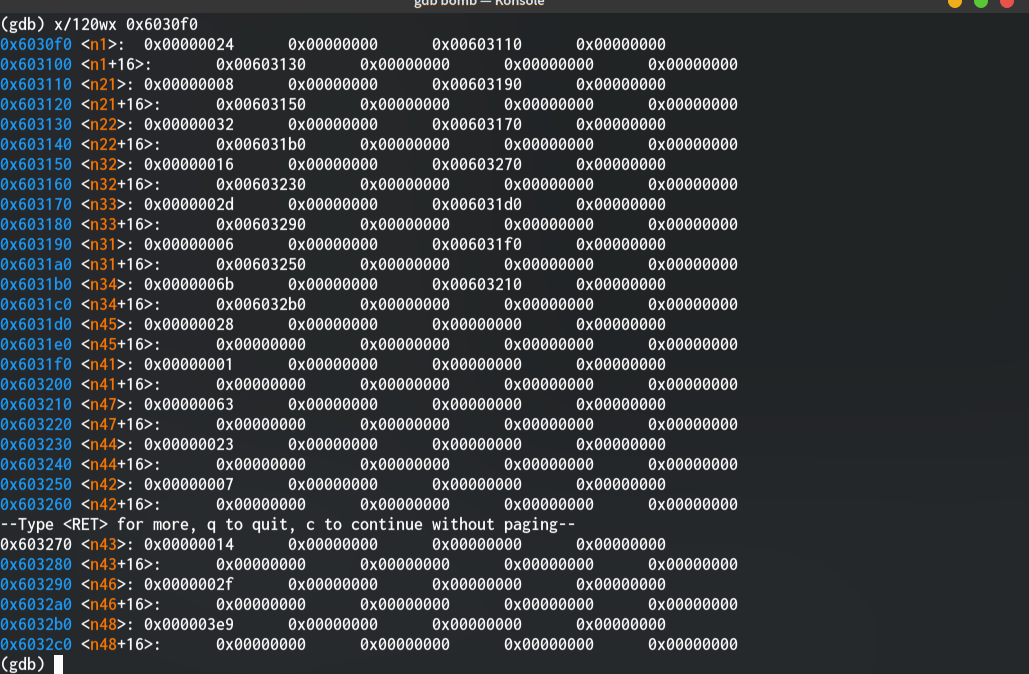 gdb bomb — Konsole
(gdb) x/120wx 0x6030f0
0x6030f0 <n1>: 0x00000024 0x00000000 0x00603110 0x00000000
0x603100 <n1+16>: 0x00603130 0x00000000 0x00000000 0x00000000
0x603110 <n21>: 0x00000008 0x00000000 0x00603190 0x00000000
0x603120 <n21+16>: 0x00603150 0x00000000 0x00000000 0x00000000
0x603130 <n22>: 0x00000032 0x00000000 0x00603170 0x00000000
0x603140 <n22+16>: 0x006031b0 0x00000000 0x00000000 0x00000000
0x603150 <n32>: 0x00000016 0x00000000 0x00603270 0x00000000
0x603160 <n32+16>: 0x00603230 0x00000000 0x00000000 0x00000000
0x603170 <n33>: 0x0000002d 0x00000000 0x006031d0 0x00000000
0x603180 <n33+16>: 0x00603290 0x00000000 0x00000000 0x00000000
0x603190 <n31>: 0x00000006 0x00000000 0x006031f0 0x00000000
0x6031a0 <n31+16>: 0x00603250 0x00000000 0x00000000 0x00000000
0x6031b0 <n34>: 0x0000006b 0x00000000 0x00603210 0x00000000
0x6031c0 <n34+16>: 0x006032b0 0x00000000 0x00000000 0x00000000
0x6031d0 <n45>: 0x00000028 0x00000000 0x00000000 0x00000000
0x6031e0 <n45+16>: 0x00000000 0x00000000 0x00000000 0x00000000
0x6031f0 <n41>: 0x00000001 0x00000000 0x00000000 0x00000000
0x603200 <n41+16>: 0x00000000 0x00000000 0x00000000 0x00000000
0x603210 <n47>: 0x00000063 0x00000000 0x00000000 0x00000000
0x603220 <n47+16>: 0x00000000 0x00000000 0x00000000 0x00000000
0x603230 <n44>: 0x00000023 0x00000000 0x00000000 0x00000000
0x603240 <n44+16>: 0x00000000 0x00000000 0x00000000 0x00000000
0x603250 <n42>: 0x00000007 0x00000000 0x00000000 0x00000000
0x603260 <n42+16>: 0x00000000 0x00000000 0x00000000 0x00000000
--Type <RET> for more, q to quit, c to continue without paging--
0x603270 <n43>: 0x00000014 0x00000000 0x00000000 0x00000000
0x603280 <n43+16>: 0x00000000 0x00000000 0x00000000 0x00000000
0x603290 <n46>: 0x0000002f 0x00000000 0x00000000 0x00000000
0x6032a0 <n46+16>: 0x00000000 0x00000000 0x00000000 0x00000000
0x6032b0 <n48>: 0x000003e9 0x00000000 0x00000000 0x00000000
0x6032c0 <n48+16>: 0x00000000 0x00000000 0x00000000 0x00000000
(gdb)